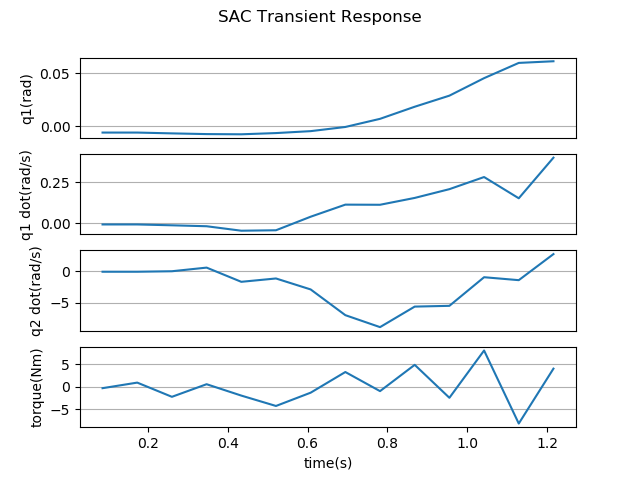 SAC Transient Response
q1(rad)
0.05
0.00
q1 dot(rad/s)
0.25
0.00
q2 dot(rad/s)
0
−5
torque(Nm)
5
0
−5
0.2 0.4 0.6 0.8 1.0 1.2
time(s)